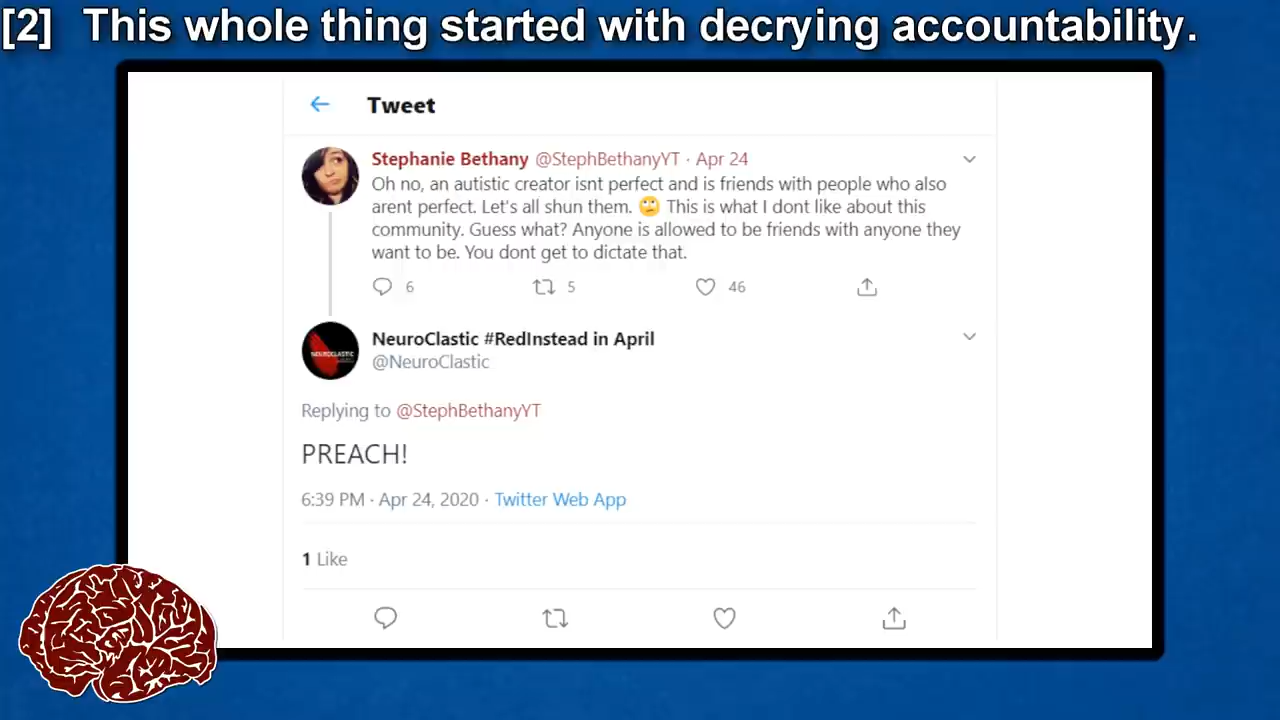 [2] This whole thing started with decrying accountability.
Tweet
Stephanie Bethany @StephBethanyYT · Apr 24
Oh no, an autistic creator isnt perfect and is friends with people who also
arent perfect. Let's all shun them. 🙄 This is what I dont like about this
community. Guess what? Anyone is allowed to be friends with anyone they
want to be. You dont get to dictate that.
6 5 46
NeuroClastic #RedInstead in April
NEUROCLASTIC
@NeuroClastic
Replying to @StephBethanyYT
PREACH!
6:39 PM · Apr 24, 2020 · Twitter Web App
1 Like